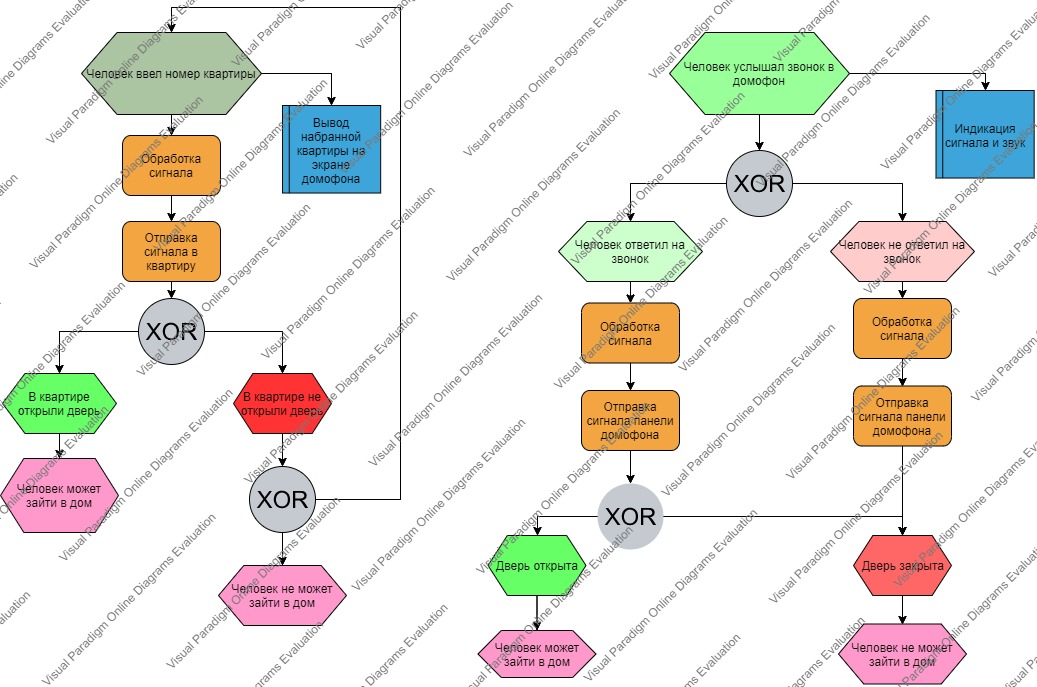 Человек ввел номер квартиры
Вывод
набранной
квартиры на
экране
домофона
Обработка
сигнала
Отправка
сигнала в
квартиру
XOR
В квартире
открыли дверь
В квартире не
открыли дверь
Человек может
зайти в дом
XOR
Человек не может
зайти в дом
Человек услышал звонок в
домофон
Индикация
сигнала и звук
XOR
Человек ответил на
звонок
Человек не ответил на
звонок
Обработка
сигнала
Обработка
сигнала
Отправка
сигнала панели
домофона
Отправка
сигнала панели
домофона
XOR
Дверь открыта
Дверь закрыта
Человек может
зайти в дом
Человек не может
зайти в дом
Visual Paradigm Online Diagrams Evaluation